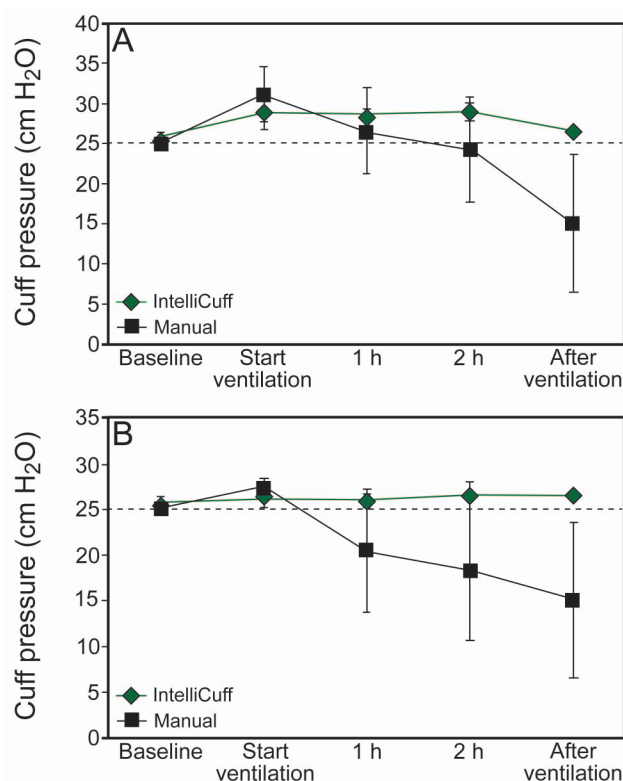 A
Cuff pressure (cm H₂O)
40
35
30
25
20
15
10
5
0
IntelliCuff
Manual
Baseline Start ventilation 1 h 2 h After ventilation
B
Cuff pressure (cm H₂O)
35
30
25
20
15
10
5
0
IntelliCuff
Manual
Baseline Start ventilation 1 h 2 h After ventilation